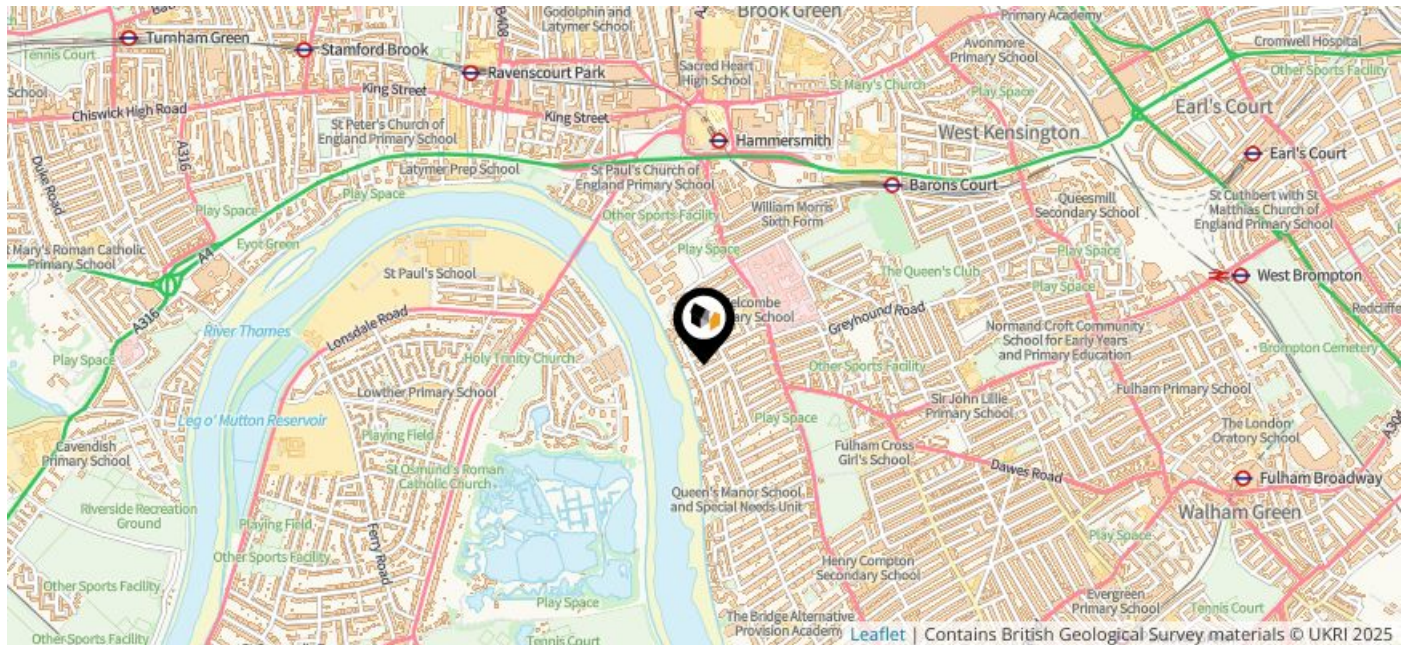 Godolphin and
Latymer School
Brook Green
Primary Academy
Turnham Green
Stamford Brook
Tennis Court
School
Ravenscourt Park
Sacred Heart
High School
Avonmore
Primary School
Cromwell Hospital
Other Sports Facility
King Street
St Mary's Church
Play Space
Chiswick High Road
King Street
Earl's Court
St Peter's Church of
England Primary School
West Kensington
Hammersmith
A316
Earl's Court
Latymer Prep School
St Paul's Church of
England Primary School
Barons Court
Duke Road
Play Space
William Morris
Sixth Form
Queesmill
Secondary School
St Cuthbert with St
Matthias Church of
England Primary School
Play Space
Other Sports Facility
t Mary's Roman Catholic
Primary School
Eyot Green
A4
Play Space
Play Space
St Paul's School
The Queen's Club
West Brompton
Play Space
A316
River Thames
Lonsdale Road
elcombe
ary School
Greyhound Road
Redcliffe
Normand Croft Community
School for Early Years
and Primary Education
Play Space
Holy Trinity Church
Brompton Cemetery
Other Sports Facility
Lowther Primary School
Fulham Primary School
Sir John Lillie
Primary School
Leg o' Mutton Reservoir
Play Space
The London
Oratory School
A304
Playing Field
Cavendish
Primary School
Fulham Cross
Girl's School
St Osmund's Roman
Catholic Church
Dawes Road
Fulham Broadway
Queen's Manor School
and Special Needs Unit
Riverside Recreation
Ground
Walham Green
Playing Field
Ferry Road
Play Space
Other Sports Facility
Henry Compton
Secondary School
Other Sports Facility
Evergreen
Primary School
Play Space
Tennis Court
The Bridge Alternative
Provision Academ
Other Sports Facility
Tennis Court
Leaflet | Contains British Geological Survey materials © UKRI 2025